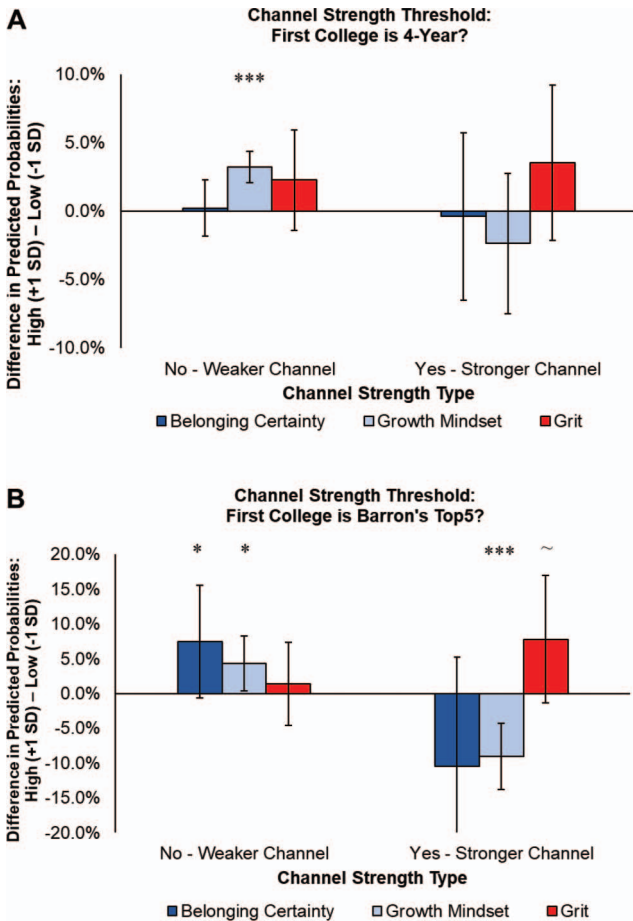 A
Channel Strength Threshold:
First College is 4-Year?
Difference in Predicted Probabilities:
High (+1 SD) – Low (-1 SD)
10.0%
***
5.0%
0.0%
-5.0%
-10.0%
No - Weaker Channel
Yes - Stronger Channel
Channel Strength Type
Belonging Certainty
Growth Mindset
Grit
B
Channel Strength Threshold:
First College is Barron's Top5?
Difference in Predicted Probabilities:
High (+1 SD) – Low (-1 SD)
20.0%
* * *** ~
15.0%
10.0%
5.0%
0.0%
-5.0%
-10.0%
-15.0%
-20.0%
No - Weaker Channel
Yes - Stronger Channel
Channel Strength Type
Belonging Certainty
Growth Mindset
Grit